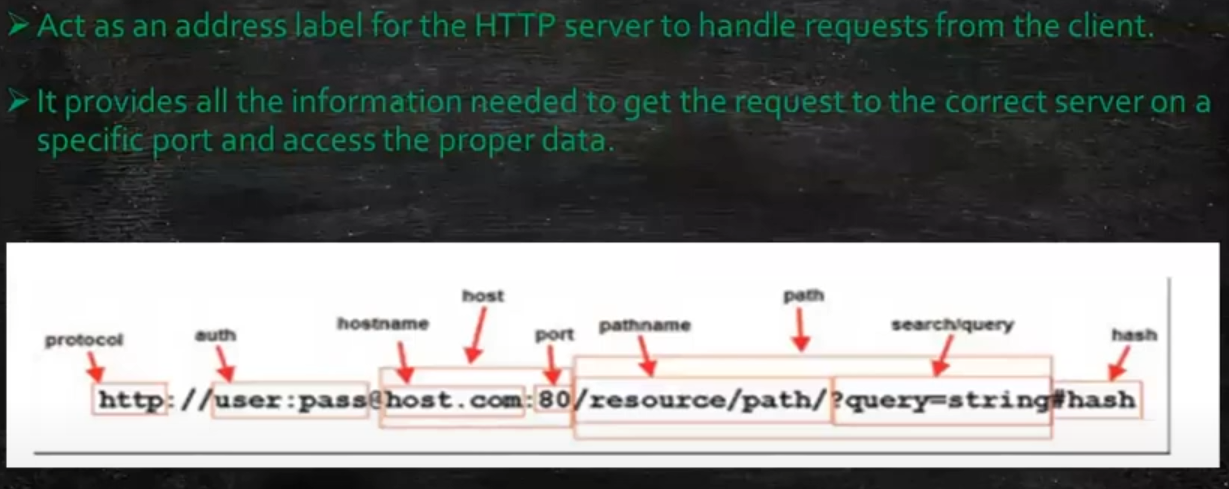 ➤ Act as an address label for the HTTP server to handle requests from the client.
➤ It provides all the information needed to get the request to the correct server on a
specific port and access the proper data.
host
path
hostname
pathname
search/query
protocol
auth
port
hash
http://user:pass@host.com:80/resource/path/?query=string#hash